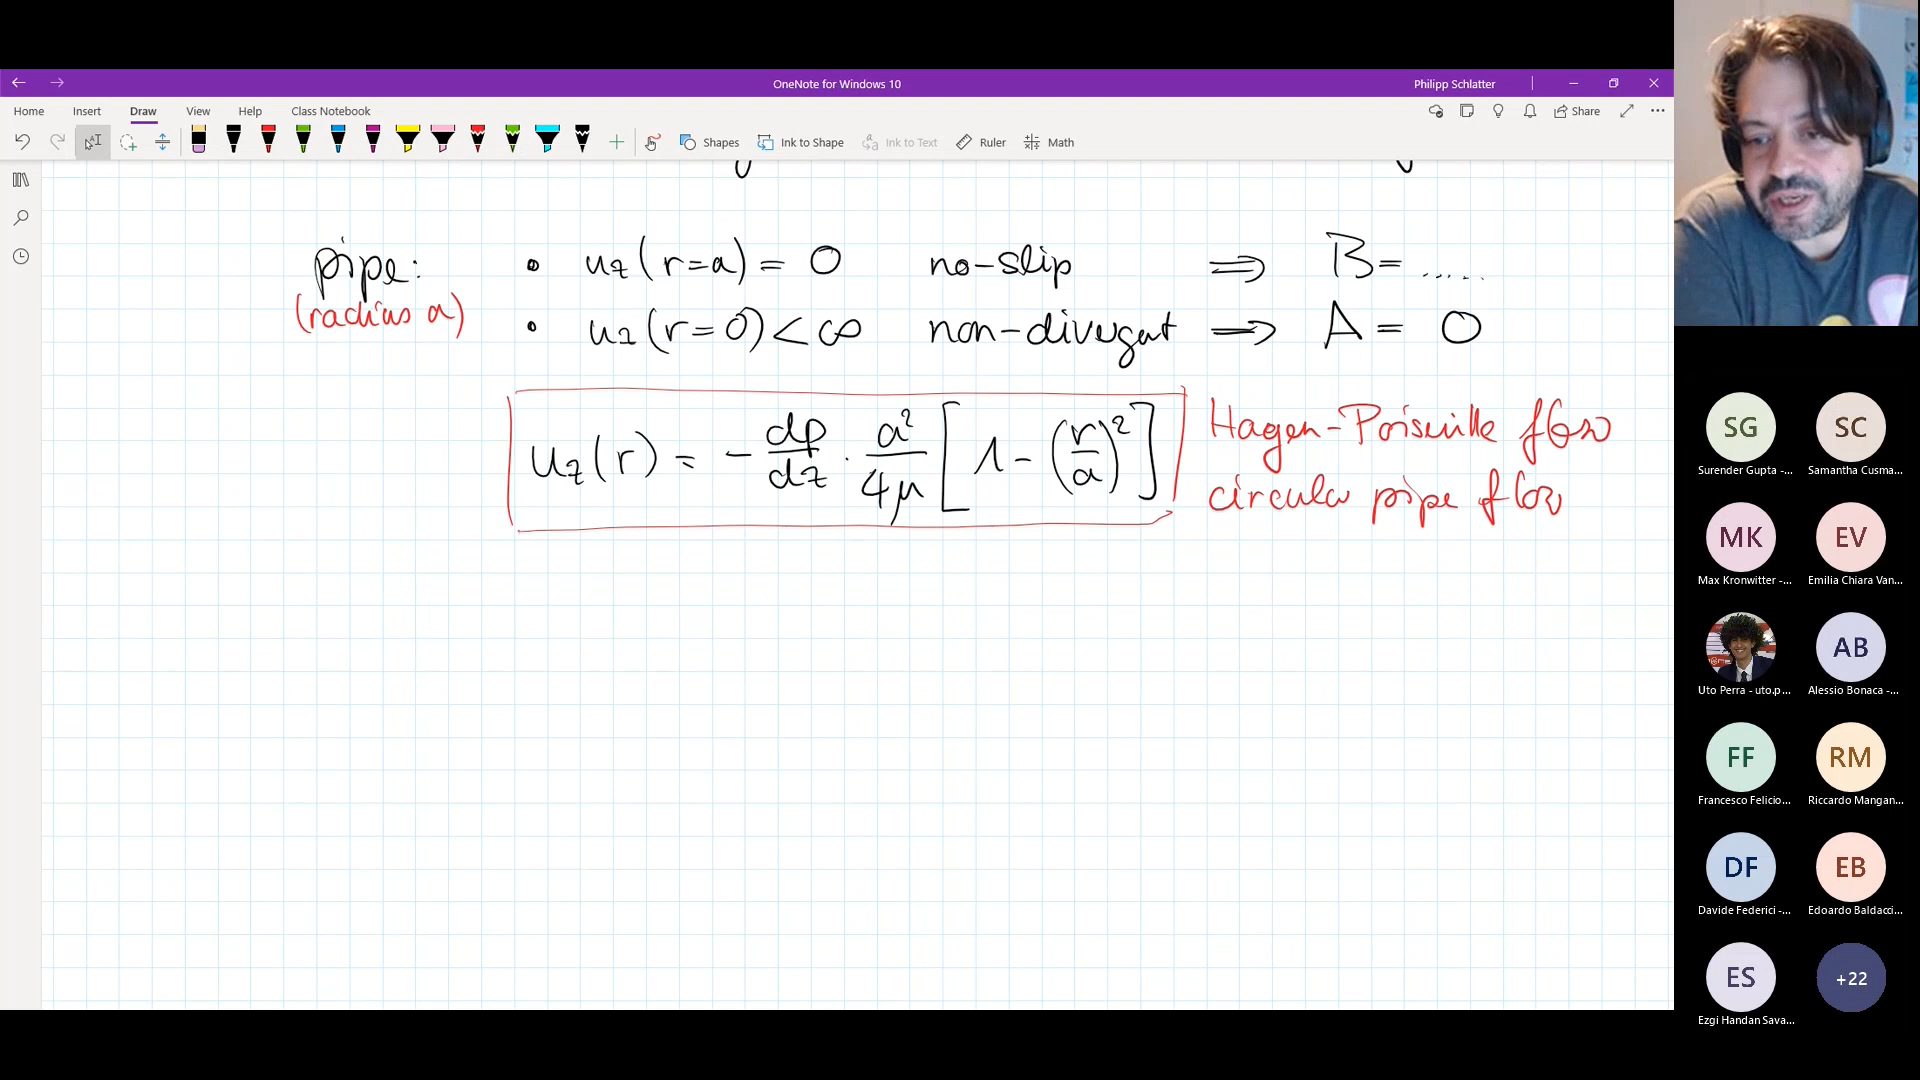 OneNote for Windows 10
Philipp Schlatter
Home Insert Draw View Help Class Notebook
Share
Shapes Ink to Shape Ink to Text Ruler Math
pipe: • uz(r=a) = 0 no-slip ⟹ B= .....
(radius a)
• uz(r=0) < ∞ non-divergent ⟹ A = 0
uz(r) = - dp/dz · a²/4μ [1 - (r/a)²]
Hagen-Poiseuille flow
circular pipe flow
SG SC
Surender Gupta -... Samantha Cusma...
MK EV
Max Kronwitter -... Emilia Chiara Van...
AB
Uto Perra - uto.p... Alessio Bonaca -...
FF RM
Francesco Felicio... Riccardo Mangan...
DF EB
Davide Federici -... Edoardo Baldacci...
ES +22
Ezgi Handan Sava...